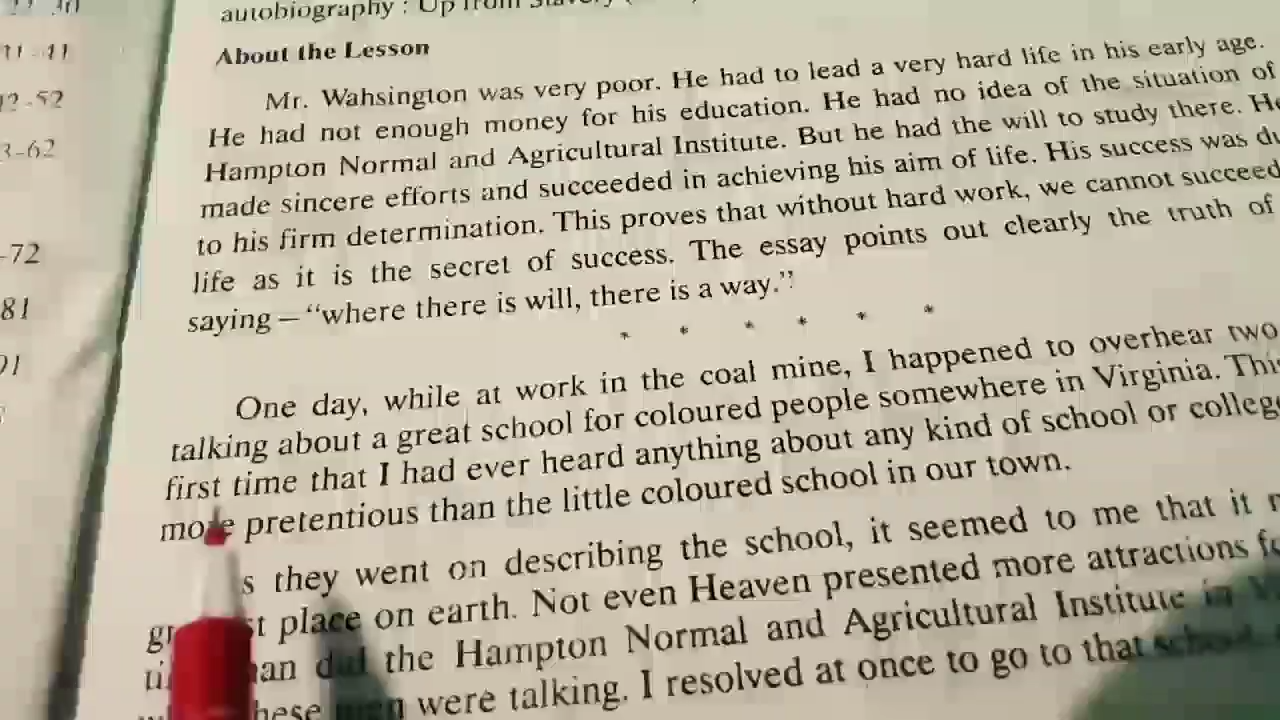 autobiography : Up from Slavery
About the Lesson
Mr. Wahsington was very poor. He had to lead a very hard life in his early age.
He had not enough money for his education. He had no idea of the situation of
Hampton Normal and Agricultural Institute. But he had the will to study there.
made sincere efforts and succeeded in achieving his aim of life. His success was
to his firm determination. This proves that without hard work, we cannot succeed
life as it is the secret of success. The essay points out clearly the truth of
saying — “where there is will, there is a way.”
* * * * * *
One day, while at work in the coal mine, I happened to overhear two
talking about a great school for coloured people somewhere in Virginia.
first time that I had ever heard anything about any kind of school or
more pretentious than the little coloured school in our town.
they went on describing the school, it seemed to me that it
place on earth. Not even Heaven presented more attractions
the Hampton Normal and Agricultural Institute in
were talking. I resolved at once to go to that school
-52
-62
-72
81